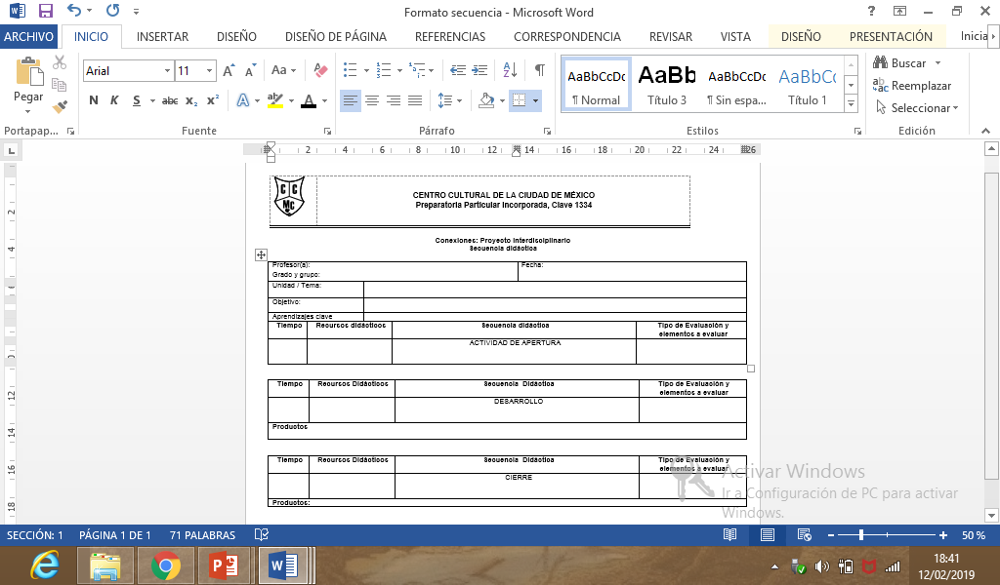 Formato secuencia - Microsoft Word
ARCHIVO INICIO INSERTAR DISEÑO DISEÑO DE PÁGINA REFERENCIAS CORRESPONDENCIA REVISAR VISTA DISEÑO PRESENTACIÓN Inicia
Arial 11 A A Aa
Pegar
N K S abc x₂ x² A A
AaBbCcDc AaBb AaBbCcDc AaBbCc
¶ Normal Título 3 ¶ Sin espa... Título 1
Buscar
Reemplazar
Seleccionar
Portapap... Fuente Párrafo Estilos Edición
2 4 6 8 10 12 14 16 18 20 22 24 26
CCMC
CENTRO CULTURAL DE LA CIUDAD DE MÉXICO
Preparatoria Particular Incorporada, Clave 1334
Conexiones: Proyecto Interdisciplinario
Secuencia didáctica
Profesor(a): Fecha:
Grado y grupo:
Unidad / Tema:
Objetivo:
Aprendizajes clave
Tiempo Recursos didácticos Secuencia didáctica Tipo de Evaluación y
elementos a evaluar
ACTIVIDAD DE APERTURA
Tiempo Recursos Didácticos Secuencia Didáctica Tipo de Evaluación y
elementos a evaluar
DESARROLLO
Productos
Tiempo Recursos Didácticos Secuencia Didáctica Tipo de Evaluación y
elementos a evaluar
CIERRE
Productos:
Activar Windows
Ir a Configuración de PC para activar
Windows.
SECCIÓN: 1 PÁGINA 1 DE 1 71 PALABRAS 50 %
18:41
12/02/2019